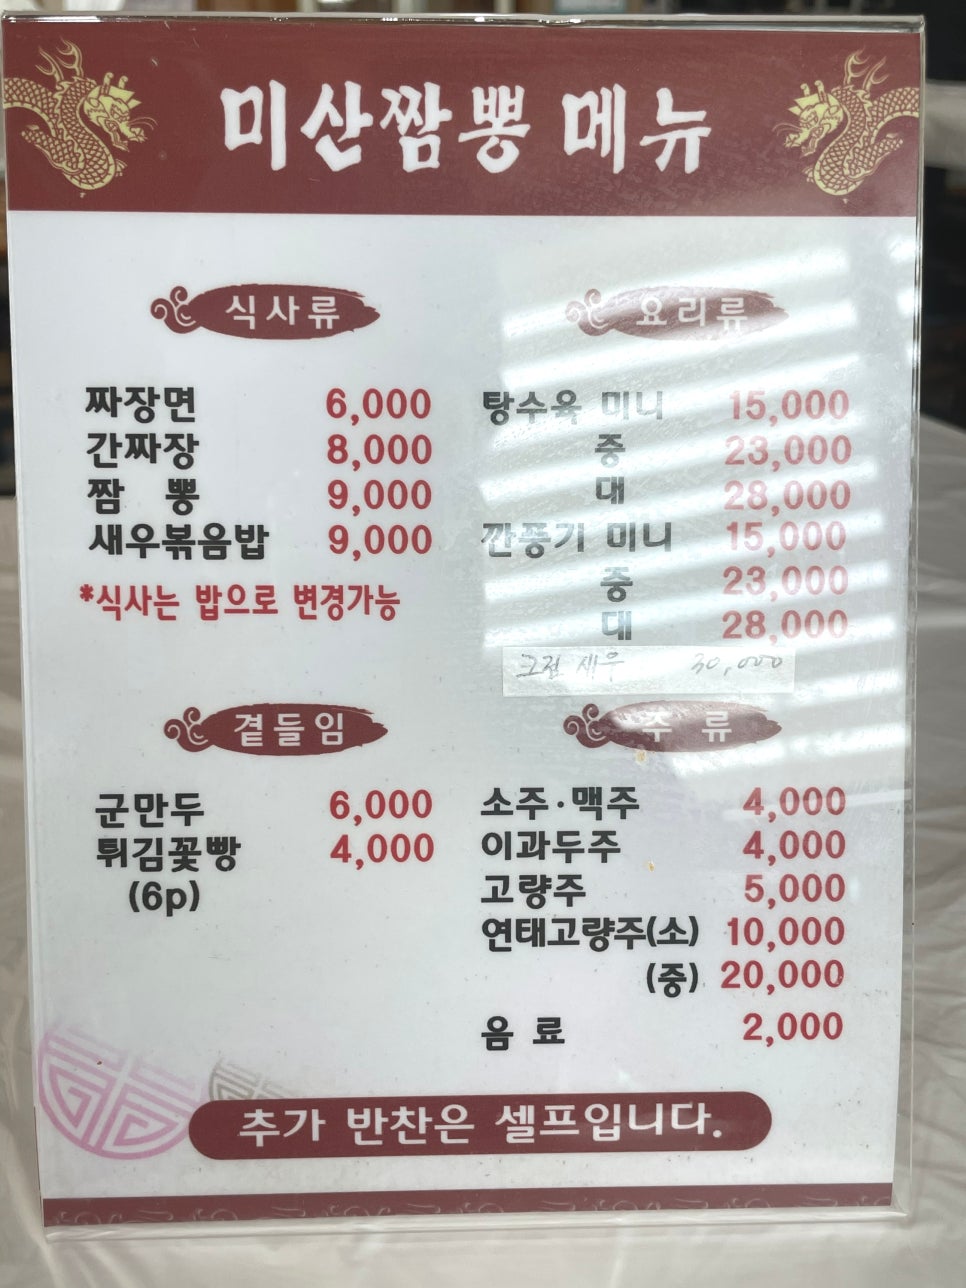 미산짬뽕 메뉴
식사류
짜장면 6,000
간짜장 8,000
짬 뽕 9,000
새우볶음밥 9,000
*식사는 밥으로 변경가능
요리류
탕수육 미니 15,000
중 23,000
대 28,000
깐풍기 미니 15,000
중 23,000
대 28,000
크림 새우 30,000
곁들임
군만두 6,000
튀김꽃빵 4,000
(6p)
주 류
소주·맥주 4,000
이과두주 4,000
고량주 5,000
연태고량주(소) 10,000
(중) 20,000
음 료 2,000
추가 반찬은 셀프입니다.